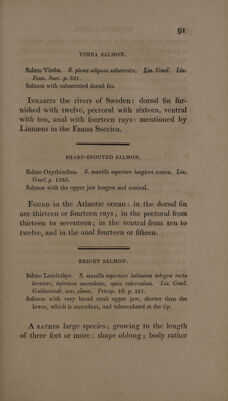 91
VIMBA SALMON.
Salmo Vimba. S. pinna adiposa subserrata. Lin. Gmel. Lin.
Faun. Suec. p. 351.
Salmon with subserrated dorsal fin.
Inhabits the rivers of Sweden: dorsal fin fur-
nished with twelve, pectoral with sixteen, ventral
with ten, anal with fourteen rays: mentioned by
Linnæus in the Fauna Suecica.
SHARP-SNOUTED SALMON.
Salmo Oxyrhinchus. S. maxilla superiore longiore conica. Lin.
Gmel. p. 1383.
Salmon with the upper jaw longest and conical.
Found in the Atlantic ocean: in the dorsal fin
are thirteen or fourteen rays; in the pectoral from
thirteen to seventeen; in the ventral from ten to
twelve, and in the anal fourteen or fifteen.
BRIGHT SALMON.
Salmo Leucicthys. S. maxilla superiore latissima integra recta
breviore, inferiore ascendente, apice tuberculosa. Lin. Gmel.
Guldenstedt. nov. comm. Petrop. 16. p. 531.
Salmon with very broad strait upper jaw, shorter than the
lower, which is ascendent, and tuberculated at the tip.
A rather large species, growing to the length
of three feet or more: shape oblong; body rather